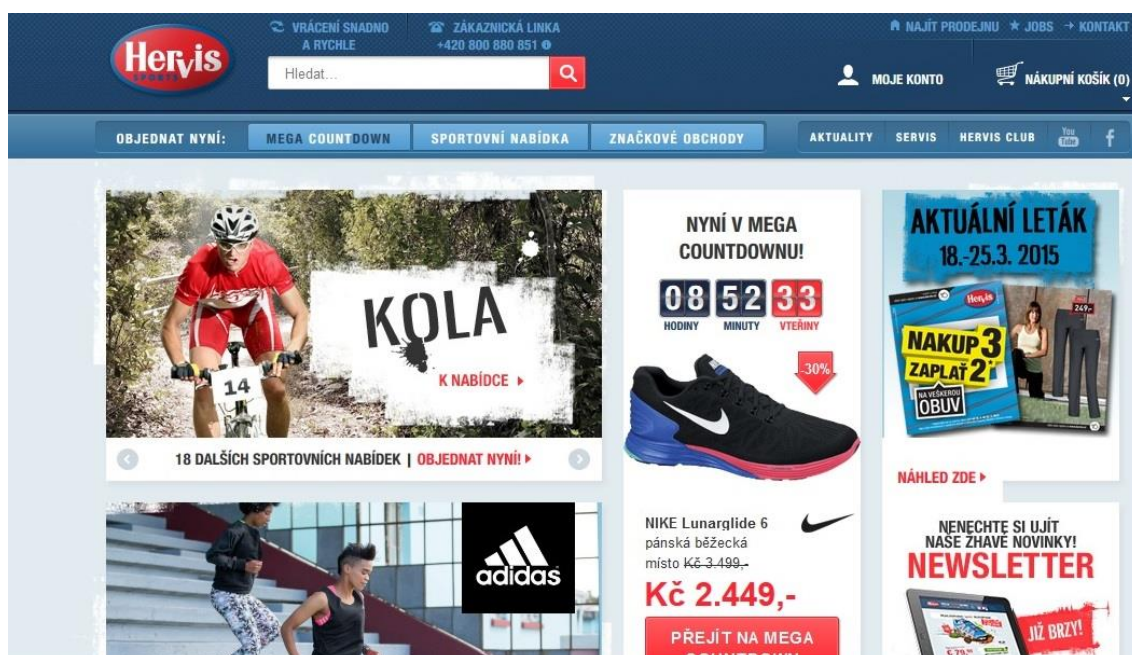 Hervis
SPORTS
VRÁCENÍ SNADNO
A RYCHLE
ZÁKAZNICKÁ LINKA
+420 800 880 851
NAJÍT PRODEJNU
JOBS
KONTAKT
Hledat...
MOJE KONTO
NÁKUPNÍ KOŠÍK (0)
OBJEDNAT NYNÍ:
MEGA COUNTDOWN
SPORTOVNÍ NABÍDKA
ZNAČKOVÉ OBCHODY
AKTUALITY
SERVIS
HERVIS CLUB
You Tube
f
14
KOLA
K NABÍDCE
18 DALŠÍCH SPORTOVNÍCH NABÍDEK | OBJEDNAT NYNÍ!
adidas
NYNÍ V MEGA
COUNTDOWNU!
08 52 33
HODINY MINUTY VTEŘINY
-30%
NIKE Lunarglide 6
pánská běžecká
místo Kč 3.499,-
Kč 2.449,-
PŘEJÍT NA MEGA
COUNTDOWN
AKTUÁLNÍ LETÁK
18.-25.3. 2015
Hervis
249,-
NAKUP 3
ZAPLAŤ 2
NA VEŠKEROU
OBUV
NÁHLED ZDE
NENECHTE SI UJÍT
NAŠE ŽHAVÉ NOVINKY!
NEWSLETTER
JIŽ BRZY!